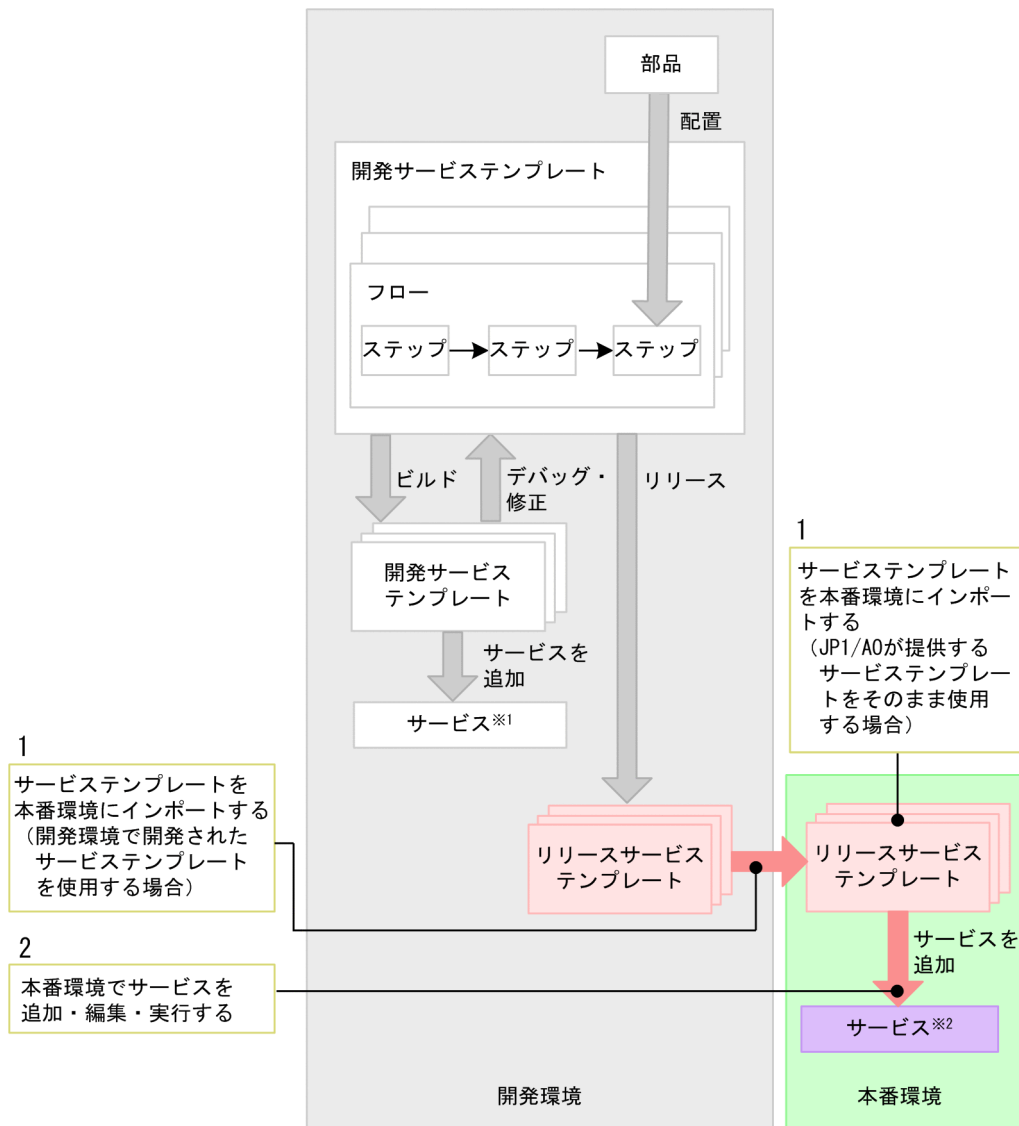 部品
配置
開発サービステンプレート
フロー
ステップ
ステップ
ステップ
ビルド
デバッグ・
修正
リリース
開発サービス
テンプレート
サービスを
追加
サービス※1
1
サービステンプレート
を本番環境にインポー
トする
（JP1/AOが提供する
サービステンプレー
トをそのまま使用
する場合）
1
サービステンプレートを
本番環境にインポートする
（開発環境で開発された
サービステンプレート
を使用する場合）
リリースサービス
テンプレート
リリースサービス
テンプレート
2
本番環境でサービスを
追加・編集・実行する
サービスを
追加
サービス※2
開発環境
本番環境